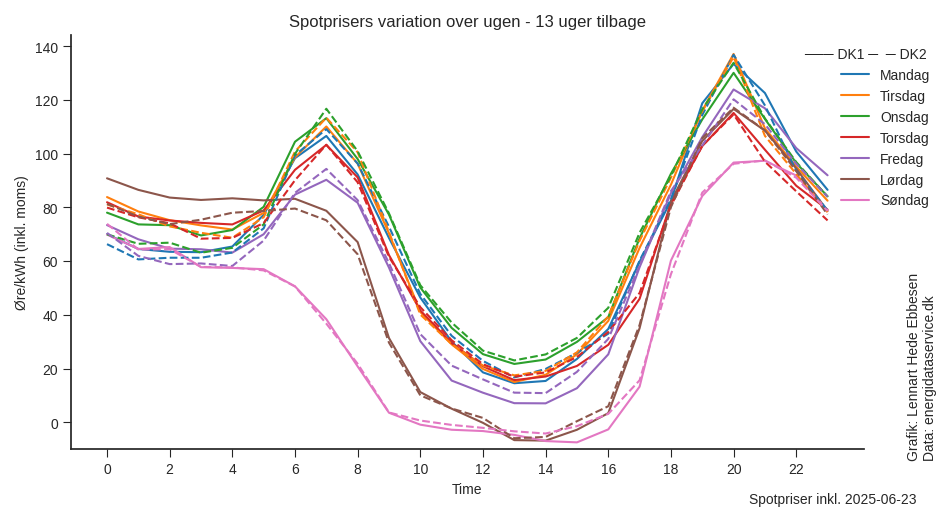 Spotprisers variation over ugen - 13 uger tilbage
Øre/kWh (inkl. moms)
140
120
100
80
60
40
20
0
0 2 4 6 8 10 12 14 16 18 20 22
Time
DK1 DK2
Mandag
Tirsdag
Onsdag
Torsdag
Fredag
Lørdag
Søndag
Grafik: Lennart Hede Ebbesen
Data: energidataservice.dk
Spotpriser inkl. 2025-06-23